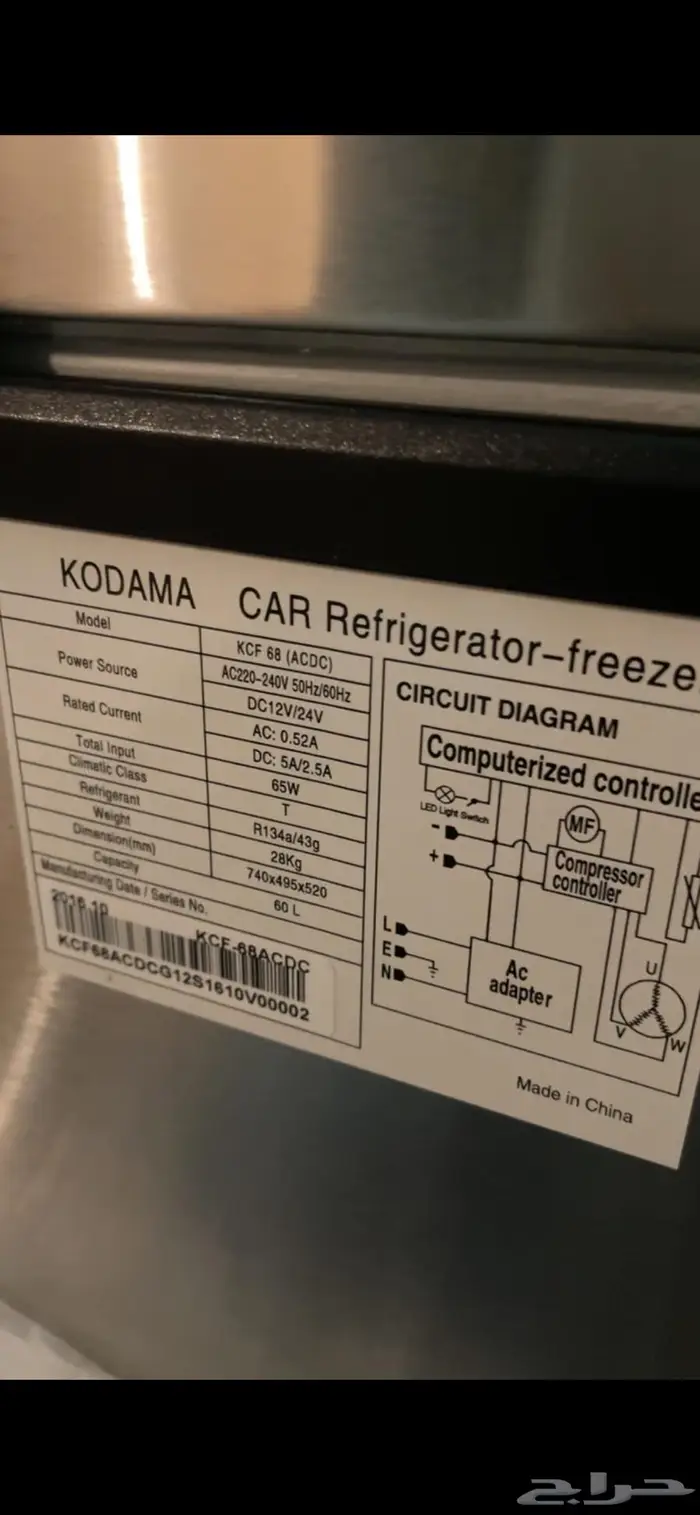 KODAMA CAR Refrigerator-freeze
Model KCF 68 (ACDC)
Power Source AC220-240V 50Hz/60Hz
DC12V/24V
Rated Current AC: 0.52A
DC: 5A/2.5A
Total Input 65W
Climatic Class T
Refrigerant R134a/43g
Weight 28Kg
Dimension(mm) 740x495x520
Capacity 60 L
Manufacturing Date / Series No.
2016.10 KCF-68ACDC
KCF68ACDCG12S1610V00002
CIRCUIT DIAGRAM
Computerized controlle
LED Light Switch
MF
-
+
Compressor
controller
L
E
N
Ac
adapter
U
V
W
Made in China
حراج